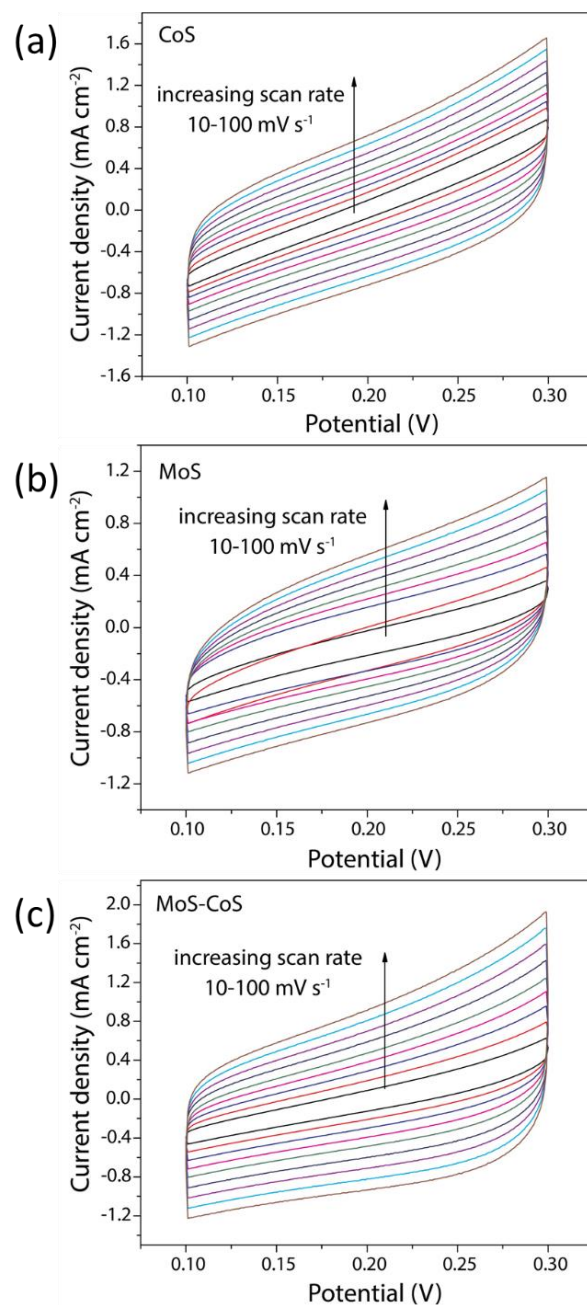 (a)
CoS
increasing scan rate
10-100 mV s⁻¹
1.6
1.2
0.8
0.4
0.0
-0.4
-0.8
-1.2
-1.6
Current density (mA cm⁻²)
0.10 0.15 0.20 0.25 0.30
Potential (V)
(b)
MoS
increasing scan rate
10-100 mV s⁻¹
1.2
0.8
0.4
0.0
-0.4
-0.8
-1.2
Current density (mA cm⁻²)
0.10 0.15 0.20 0.25 0.30
Potential (V)
(c)
MoS-CoS
increasing scan rate
10-100 mV s⁻¹
2.0
1.6
1.2
0.8
0.4
0.0
-0.4
-0.8
-1.2
Current density (mA cm⁻²)
0.10 0.15 0.20 0.25 0.30
Potential (V)